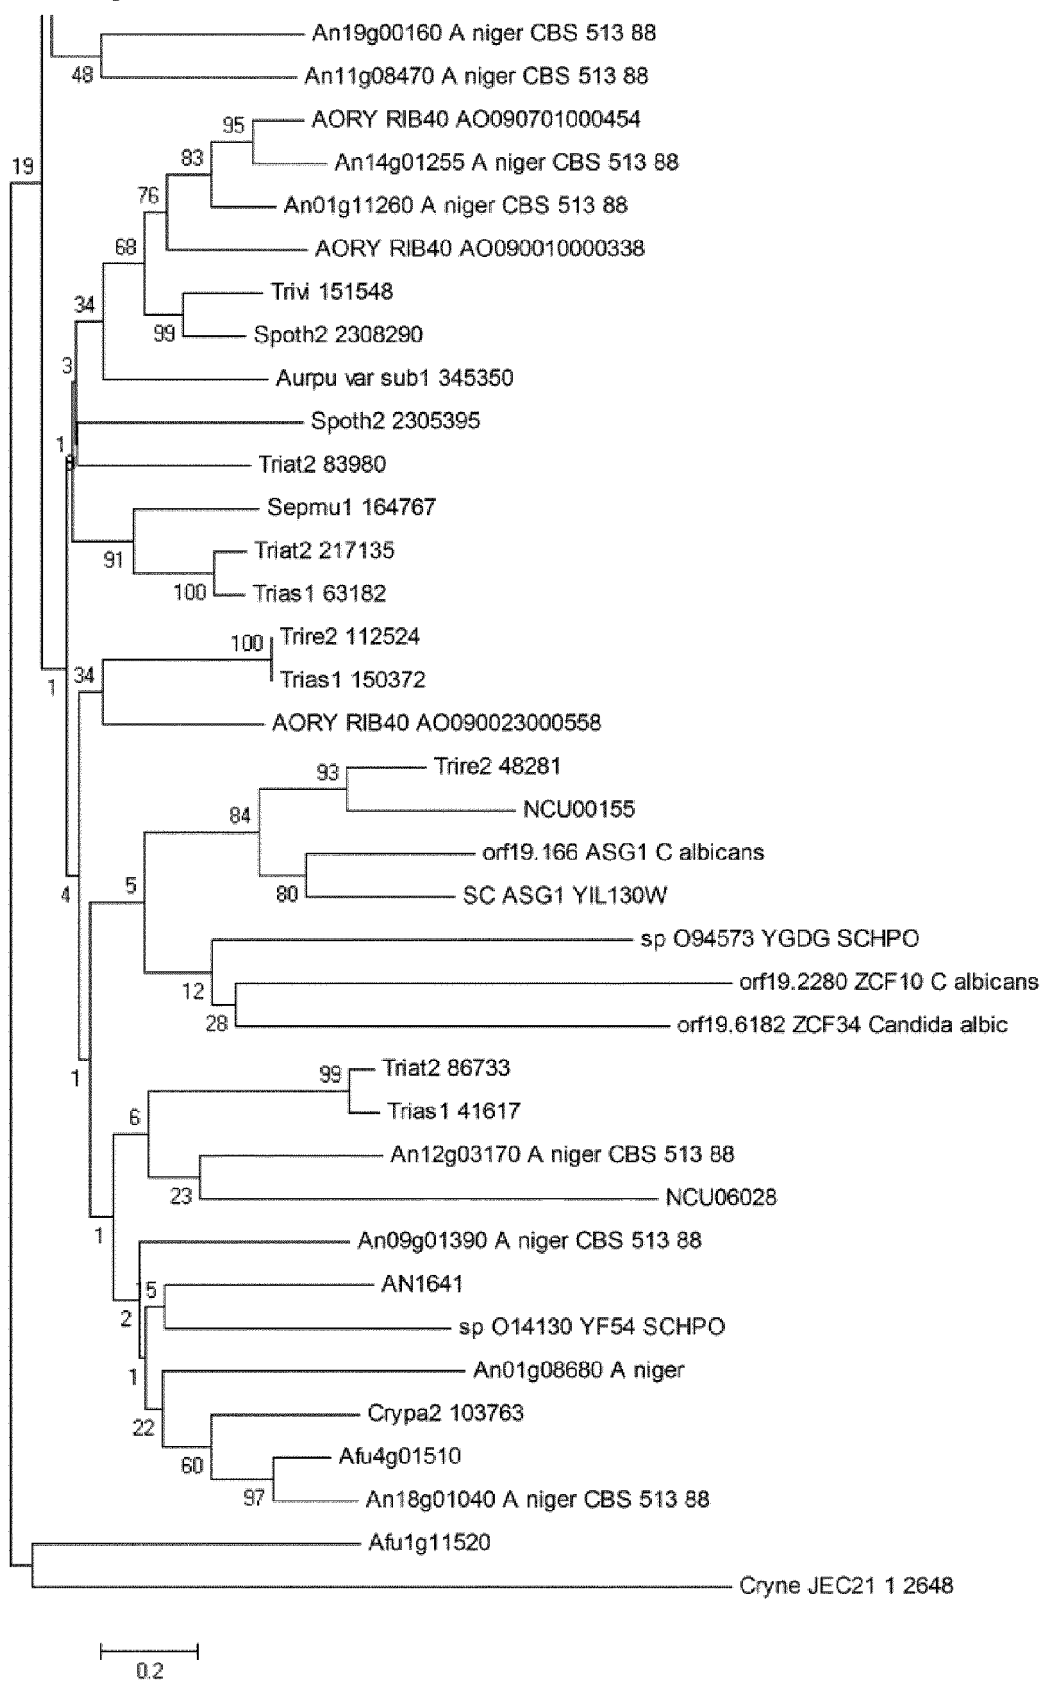 An19g00160 A niger CBS 513 88
48
An11g08470 A niger CBS 513 88
AORY RIB40 AO090701000454
95
An14g01255 A niger CBS 513 88
83
19
An01g11260 A niger CBS 513 88
76
AORY RIB40 AO090010000338
68
Trivi 151548
34
99
Spoth2 2308290
3
Aurpu var sub1 345350
Spoth2 2305395
1
Triat2 83980
Sepmu1 164767
91
Triat2 217135
100
Trias1 63182
100
Trire2 112524
34
Trias1 150372
1
AORY RIB40 AO090023000558
93
Trire2 48281
84
NCU00155
orf19.166 ASG1 C albicans
5
80
SC ASG1 YIL130W
4
sp O94573 YGDG SCHPO
12
orf19.2280 ZCF10 C albicans
28
orf19.6182 ZCF34 Candida albic
1
99
Triat2 86733
6
Trias1 41617
An12g03170 A niger CBS 513 88
23
NCU06028
1
An09g01390 A niger CBS 513 88
15
AN1641
2
sp O14130 YF54 SCHPO
1
An01g08680 A niger
22
Crypa2 103763
60
Afu4g01510
97
An18g01040 A niger CBS 513 88
Afu1g11520
Cryne JEC21 1 2648
0.2